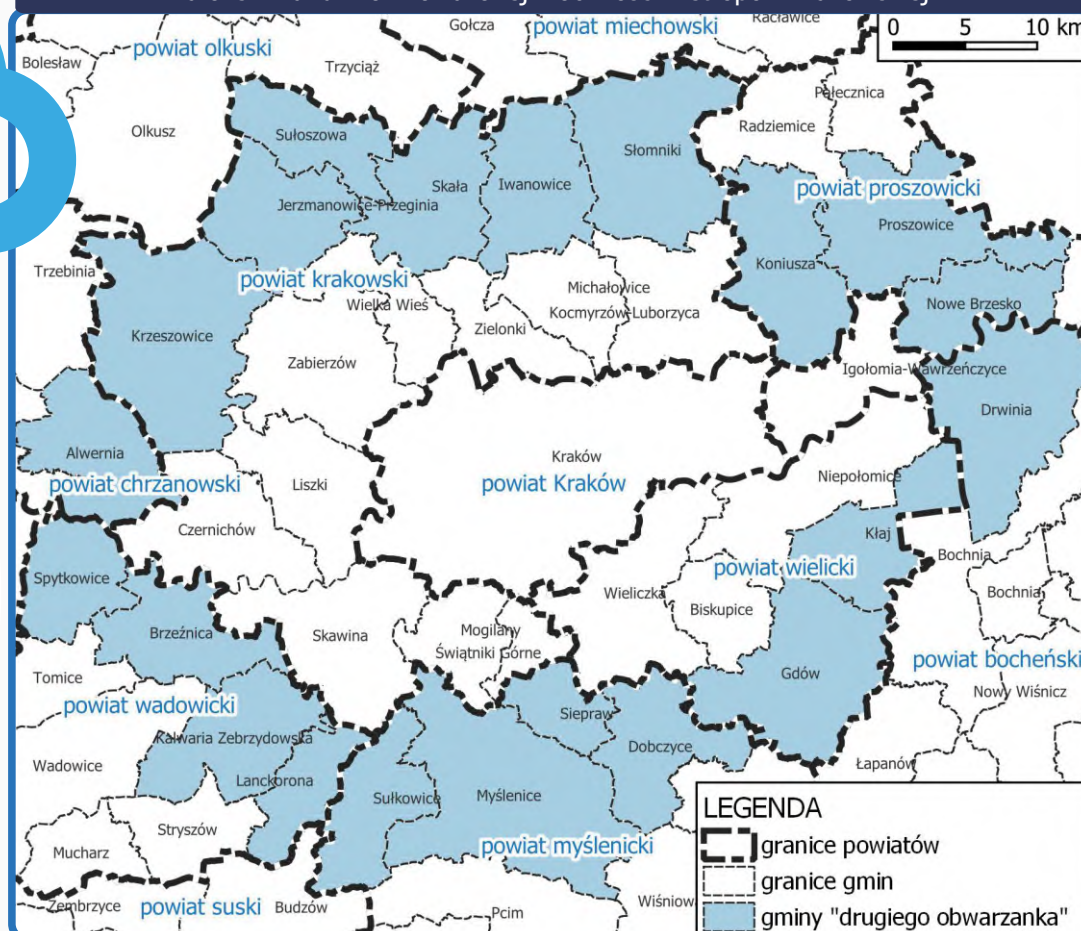 powiat olkuski
Gołcza
powiat miechowski
Racławice
0 5 10 km
Bolesław
Trzyciąż
Pałecznica
Olkusz
Sułoszowa
Słomniki
Radziemice
Skała
Iwanowice
powiat proszowicki
Jerzmanowice-Przeginia
Proszowice
Trzebinia
powiat krakowski
Michałowice
Koniusza
Wielka Wieś
Kocmyrzów-Luborzyca
Nowe Brzesko
Krzeszowice
Zielonki
Zabierzów
Igołomia-Wawrzeńczyce
Drwinia
Alwernia
Kraków
powiat chrzanowski
Liszki
powiat Kraków
Niepołomice
Czernichów
Kłaj
Bochnia
Spytkowice
powiat wielicki
Wieliczka
Biskupice
Bochnia
Brzeźnica
Skawina
Mogilany
Świątniki Górne
Tomice
Gdów
powiat bocheński
powiat wadowicki
Nowy Wiśnicz
Siepraw
Kalwaria Zebrzydowska
Dobczyce
Wadowice
Łapanów
Lanckorona
Sułkowice
Myślenice
Stryszów
powiat myślenicki
Mucharz
Zembrzyce
powiat suski
Budzów
Pcim
Wiśniow
LEGENDA
granice powiatów
granice gmin
gminy "drugiego obwarzanka"